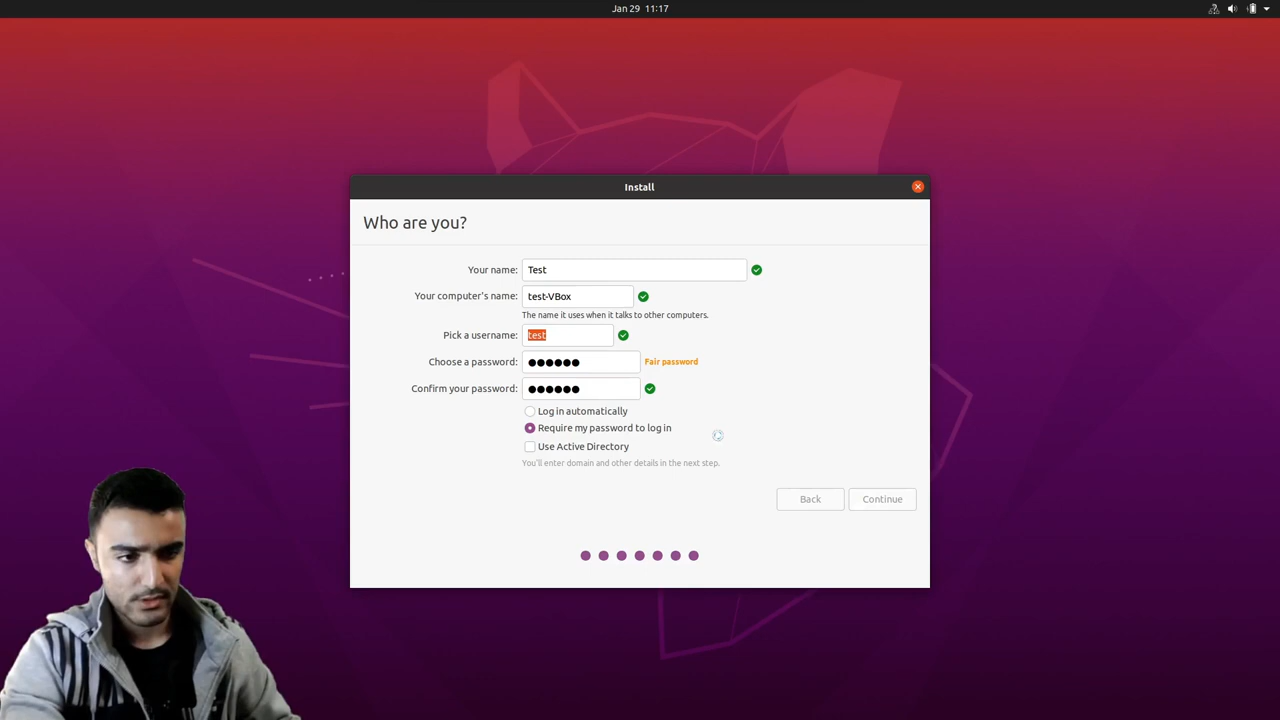 Jan 29 11:17
Install
Who are you?
Your name: Test
Your computer's name: test-VBox
The name it uses when it talks to other computers.
Pick a username: test
Choose a password: ●●●●●● Fair password
Confirm your password: ●●●●●●
Log in automatically
Require my password to log in
Use Active Directory
You'll enter domain and other details in the next step.
Back Continue